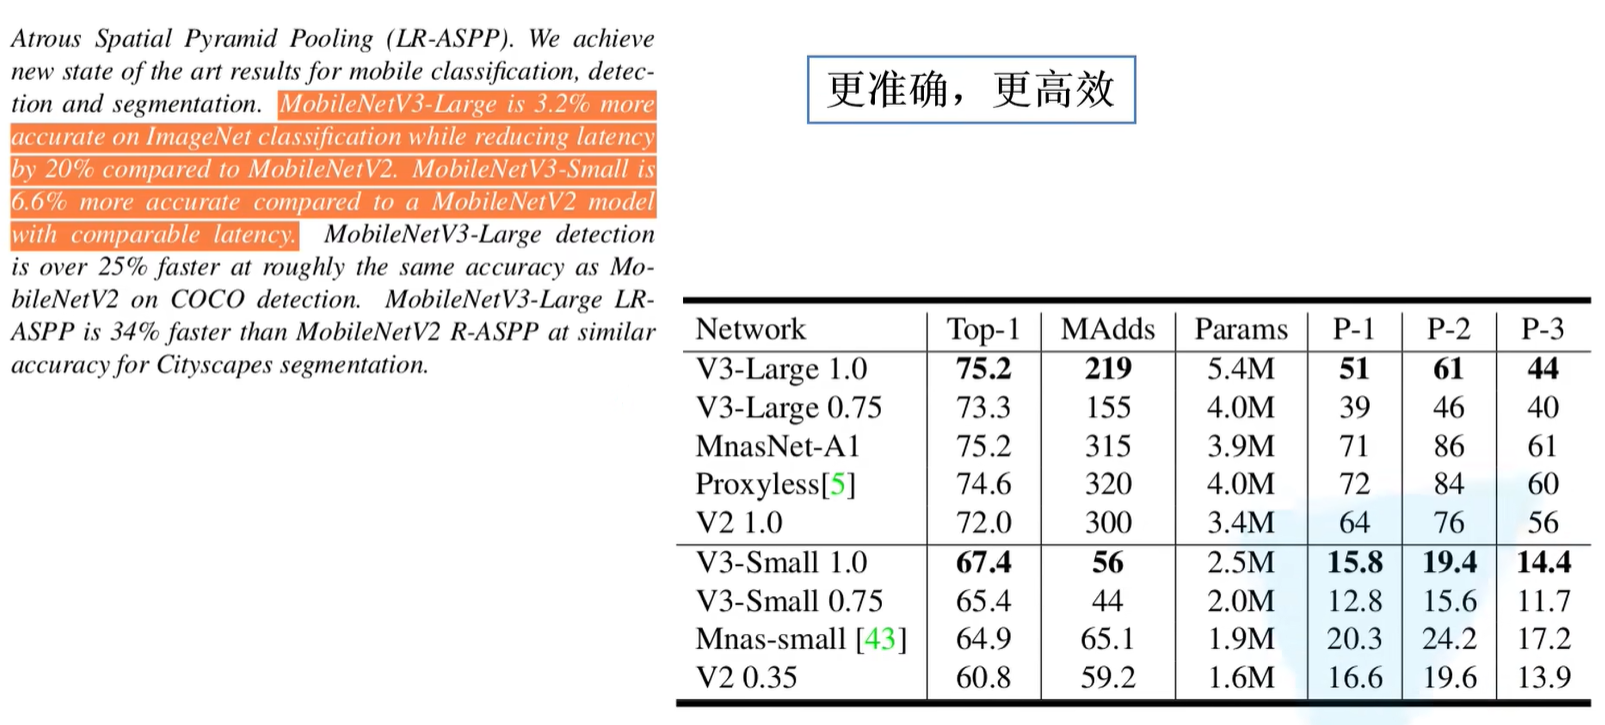 Atrous Spatial Pyramid Pooling (LR-ASPP). We achieve
new state of the art results for mobile classification, detec-
tion and segmentation. MobileNetV3-Large is 3.2% more
accurate on ImageNet classification while reducing latency
by 20% compared to MobileNetV2. MobileNetV3-Small is
6.6% more accurate compared to a MobileNetV2 model
with comparable latency. MobileNetV3-Large detection
is over 25% faster at roughly the same accuracy as Mo-
bileNetV2 on COCO detection. MobileNetV3-Large LR-
ASPP is 34% faster than MobileNetV2 R-ASPP at similar
accuracy for Cityscapes segmentation.
更准确，更高效
Network Top-1 MAdds Params P-1 P-2 P-3
V3-Large 1.0 75.2 219 5.4M 51 61 44
V3-Large 0.75 73.3 155 4.0M 39 46 40
MnasNet-A1 75.2 315 3.9M 71 86 61
Proxyless[5] 74.6 320 4.0M 72 84 60
V2 1.0 72.0 300 3.4M 64 76 56
V3-Small 1.0 67.4 56 2.5M 15.8 19.4 14.4
V3-Small 0.75 65.4 44 2.0M 12.8 15.6 11.7
Mnas-small [43] 64.9 65.1 1.9M 20.3 24.2 17.2
V2 0.35 60.8 59.2 1.6M 16.6 19.6 13.9